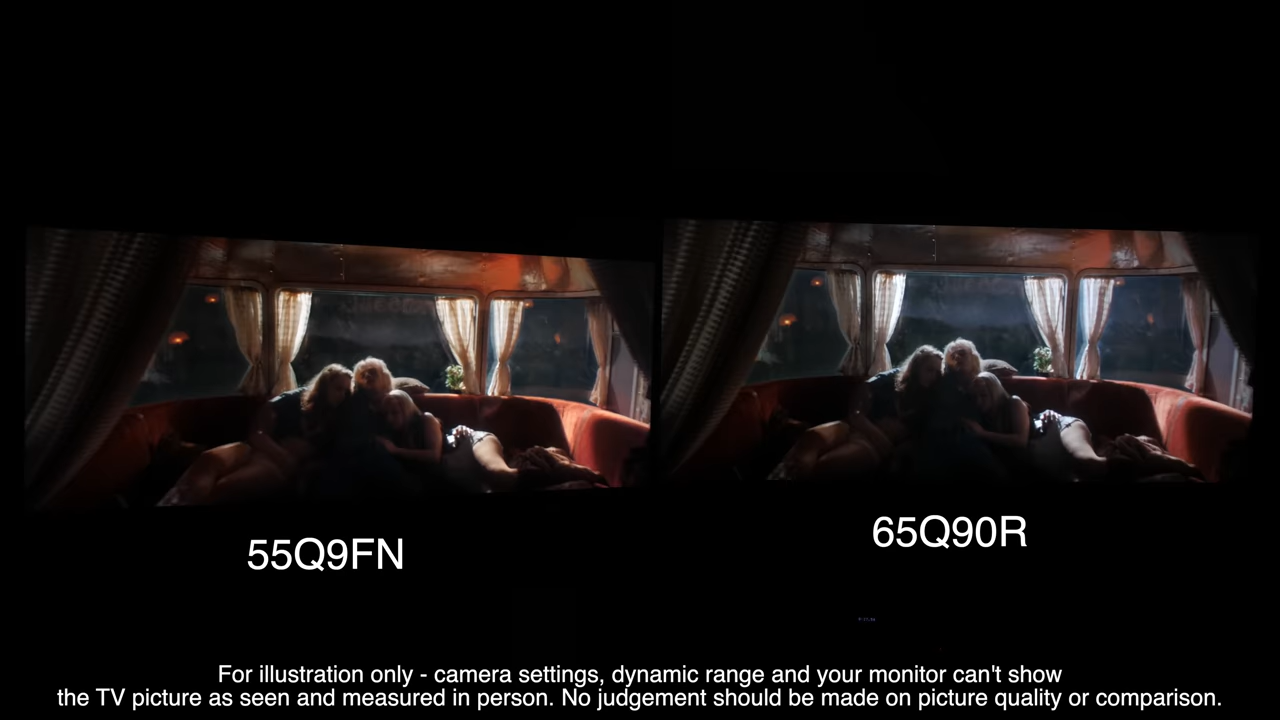 55Q9FN
65Q90R
For illustration only - camera settings, dynamic range and your monitor can't show
the TV picture as seen and measured in person. No judgement should be made on picture quality or comparison.